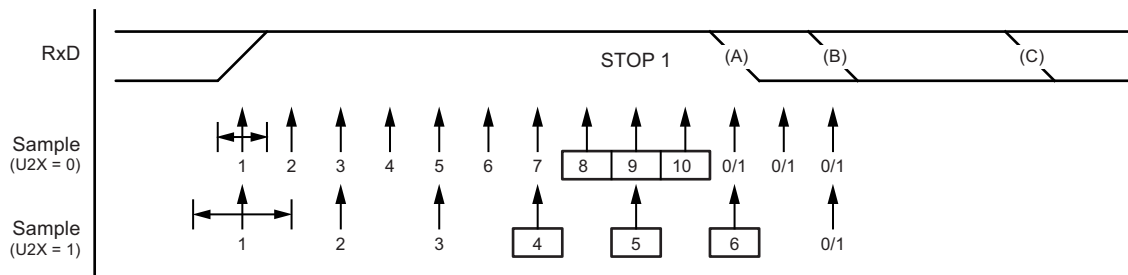 RxD
STOP 1 (A) (B) (C)
Sample
(U2X = 0)
1 2 3 4 5 6 7 8 9 10 0/1 0/1 0/1
Sample
(U2X = 1)
1 2 3 4 5 6 0/1